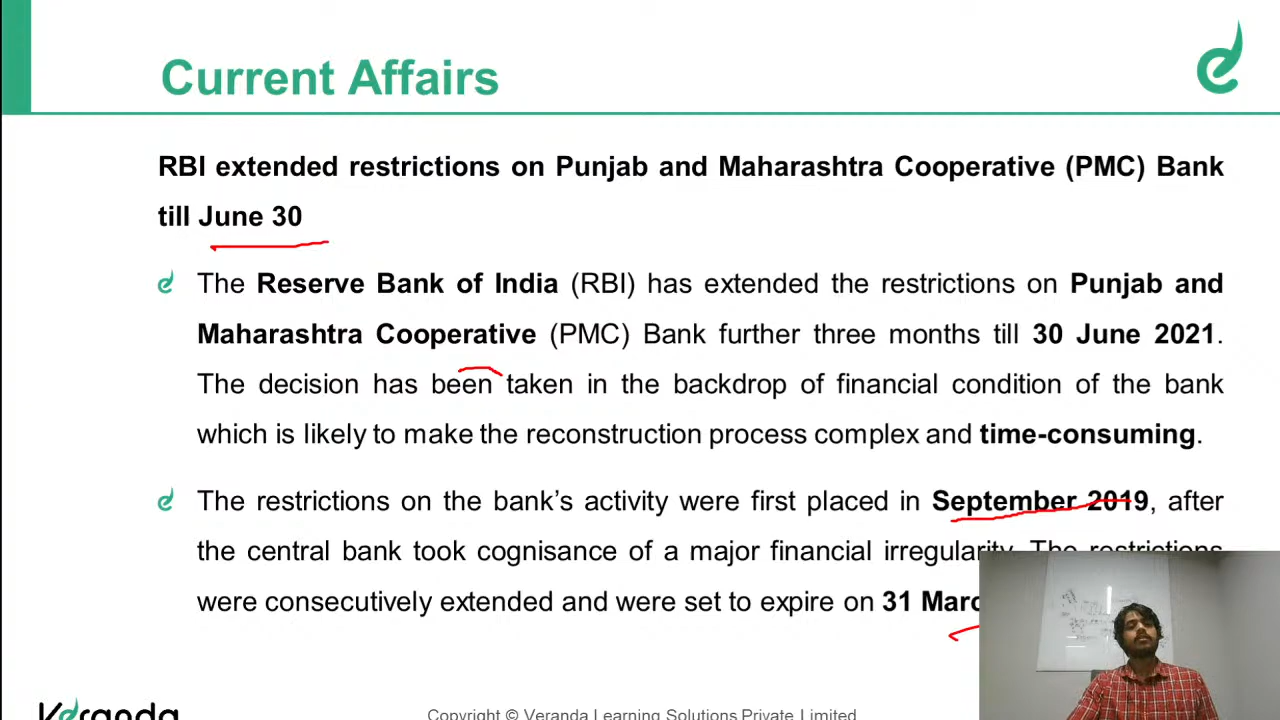 Current Affairs
RBI extended restrictions on Punjab and Maharashtra Cooperative (PMC) Bank
till June 30
The Reserve Bank of India (RBI) has extended the restrictions on Punjab and
Maharashtra Cooperative (PMC) Bank further three months till 30 June 2021.
The decision has been taken in the backdrop of financial condition of the bank
which is likely to make the reconstruction process complex and time-consuming.
The restrictions on the bank's activity were first placed in September 2019, after
the central bank took cognisance of a major financial irregularity. The restrictions
were consecutively extended and were set to expire on 31
Veranda
Copyright © Veranda Learning Solutions Private Limited